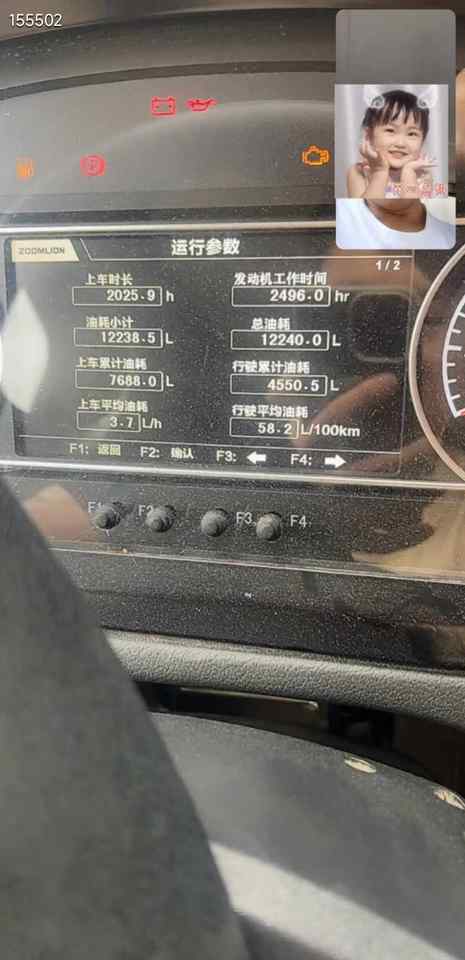 155502
ZOOMLION
运行参数
1/2
上车时长
2025.9 h
发动机工作时间
2496.0 hr
油耗小计
12238.5 L
总油耗
12240.0 L
上车累计油耗
7688.0 L
行驶累计油耗
4550.5 L
上车平均油耗
3.7 L/h
行驶平均油耗
58.2 L/100km
F1: 返回 F2: 确认 F3: ← F4: →
F1 F2 F3 F4